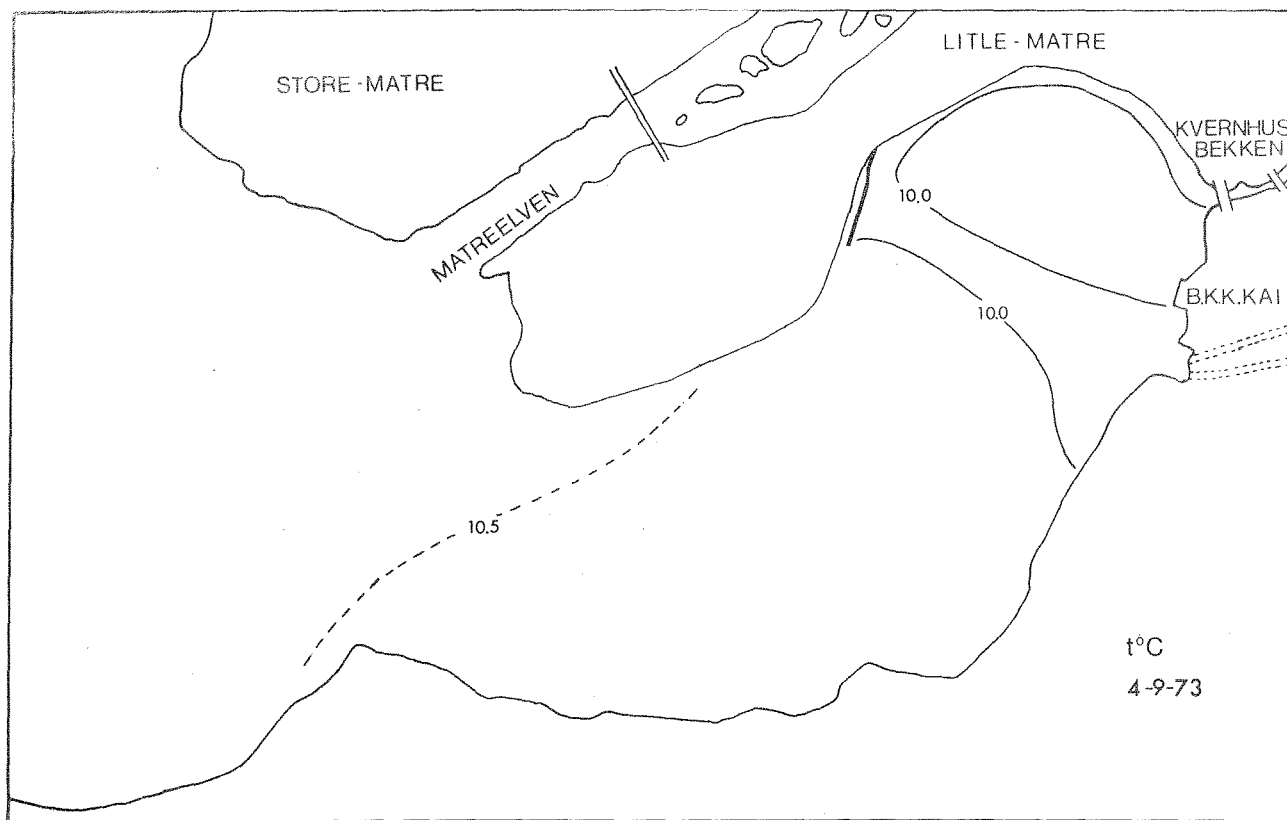 STORE-MATRE
LITLE-MATRE
KVERNHUS
BEKKEN
MATREELVEN
10.0
10.0
B.K.K.KAI
10.5
t°C
4-9-73